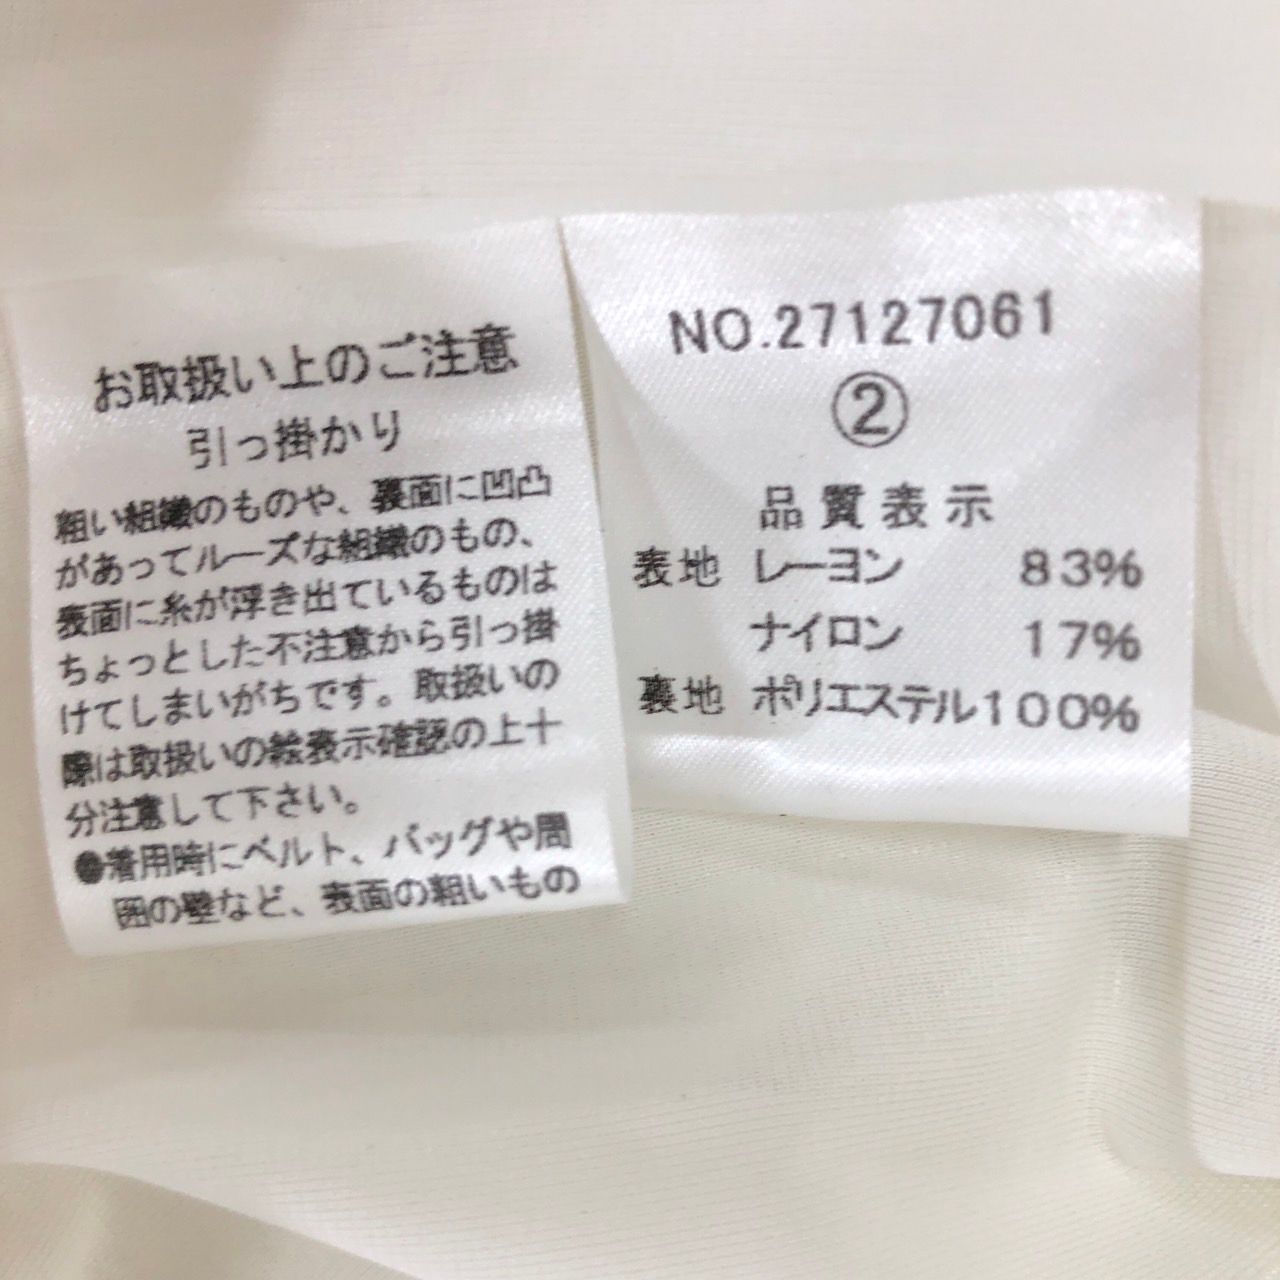 お取扱い上のご注意
引っ掛かり
粗い組織のものや、裏面に凹凸
があってルーズな組織のもの、
表面に糸が浮き出ているものは
ちょっとした不注意から引っ掛
けてしまいがちです。取扱いの
際は取扱いの絵表示確認の上十
分注意して下さい。
●着用時にベルト、バッグや周
囲の壁など、表面の粗いもの
NO.27127061
②
品質表示
表地 レーヨン 83%
ナイロン 17%
裏地 ポリエステル100%